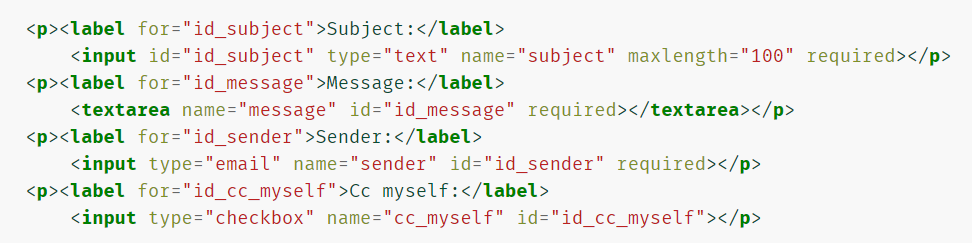 <p><label for="id_subject">Subject:</label>
    <input id="id_subject" type="text" name="subject" maxlength="100" required></p>
<p><label for="id_message">Message:</label>
    <textarea name="message" id="id_message" required></textarea></p>
<p><label for="id_sender">Sender:</label>
    <input type="email" name="sender" id="id_sender" required></p>
<p><label for="id_cc_myself">Cc myself:</label>
    <input type="checkbox" name="cc_myself" id="id_cc_myself"></p>